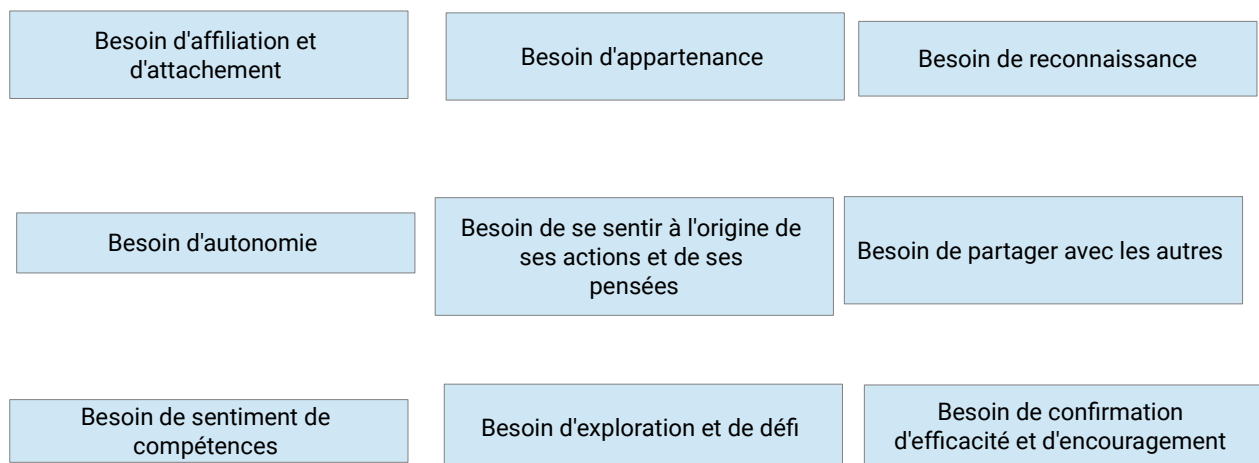 Besoin d'affiliation et
d'attachement
Besoin d'appartenance
Besoin de reconnaissance
Besoin d'autonomie
Besoin de se sentir à l'origine de
ses actions et de ses
pensées
Besoin de partager avec les autres
Besoin de sentiment de
compétences
Besoin d'exploration et de défi
Besoin de confirmation
d'efficacité et d'encouragement